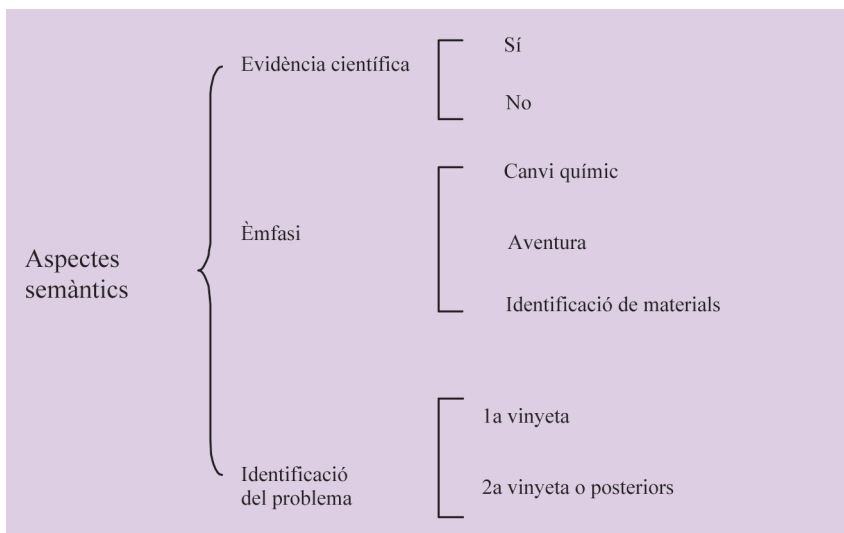 Aspectes
semàntics
Evidència científica
Sí
No
Èmfasi
Canvi químic
Aventura
Identificació de materials
Identificació
del problema
1a vinyeta
2a vinyeta o posteriors